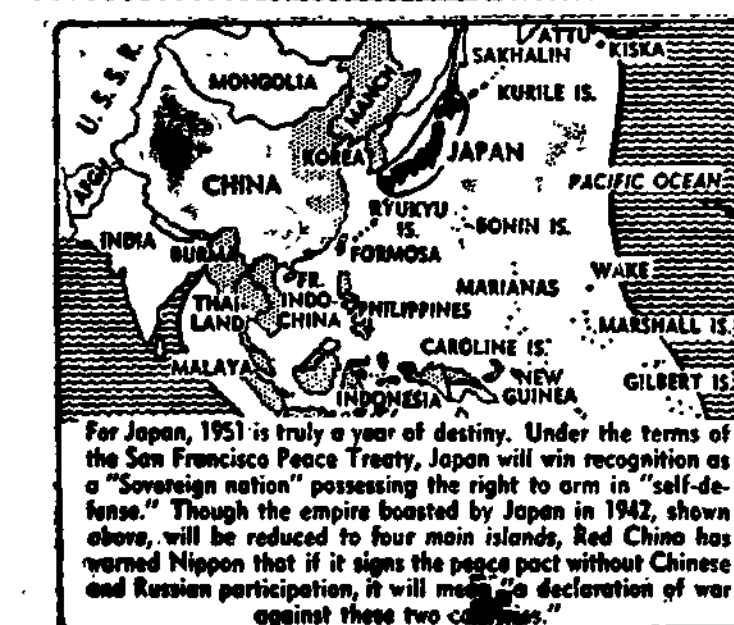 ATTU
KISKA
SAKHALIN
U. S. S. R.
MONGOLIA
KURILE IS.
MANCH
KOREA
JAPAN
AFGH
CHINA
PACIFIC OCEAN
RYUKYU
IS.
BONIN IS.
INDIA
BURMA
FORMOSA
WAKE
FR.
INDO-
CHINA
MARIANAS
THAI-
LAND
PHILIPPINES
MARSHALL IS.
CAROLINE IS.
MALAYA
NEW
GUINEA
GILBERT IS.
INDONESIA
For Japan, 1951 is truly a year of destiny. Under the terms of
the San Francisco Peace Treaty, Japan will win recognition as
a "Sovereign nation" possessing the right to arm in "self-de-
fense." Though the empire boasted by Japan in 1942, shown
above, will be reduced to four main islands, Red China has
warned Nippon that if it signs the peace pact without Chinese
and Russian participation, it will mean "a declaration of war
against these two